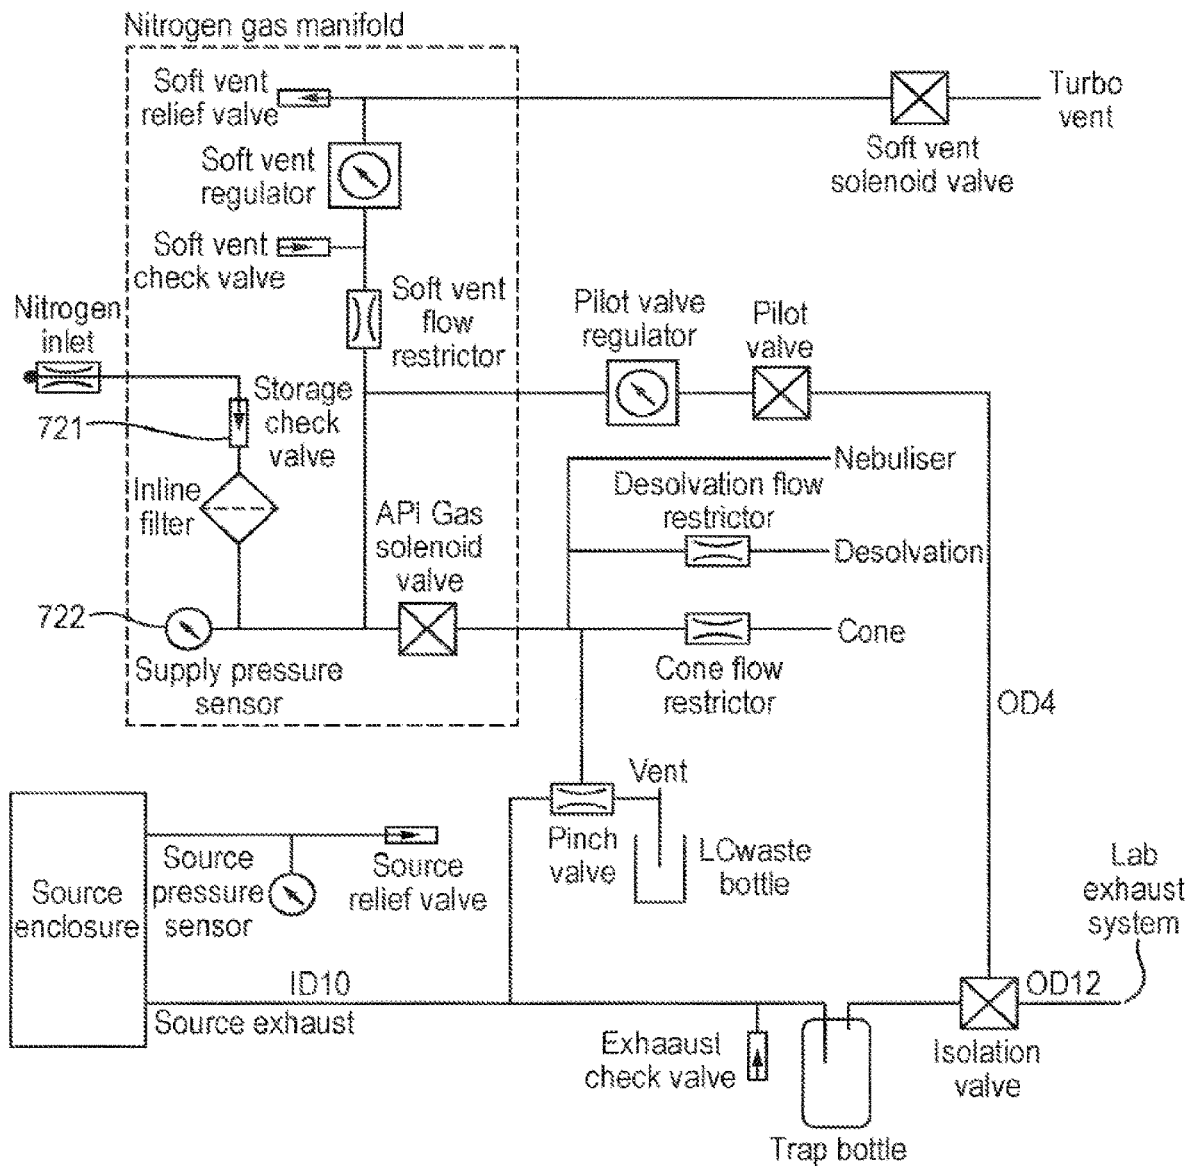 Nitrogen gas manifold
Soft vent
relief valve
Turbo
vent
Soft vent
solenoid valve
Soft vent
regulator
Soft vent
check valve
Soft vent
flow
restrictor
Nitrogen
inlet
Pilot valve
regulator
Pilot
valve
Storage
check
valve
721
Inline
filter
API Gas
solenoid
valve
Nebuliser
Desolvation flow
restrictor
Desolvation
722
Supply pressure
sensor
Cone
Cone flow
restrictor
OD4
Vent
Pinch
valve
LCwaste
bottle
Source
enclosure
Source
pressure
sensor
Source
relief valve
Lab
exhaust
system
ID10
Source exhaust
OD12
Exhaaust
check valve
Isolation
valve
Trap bottle